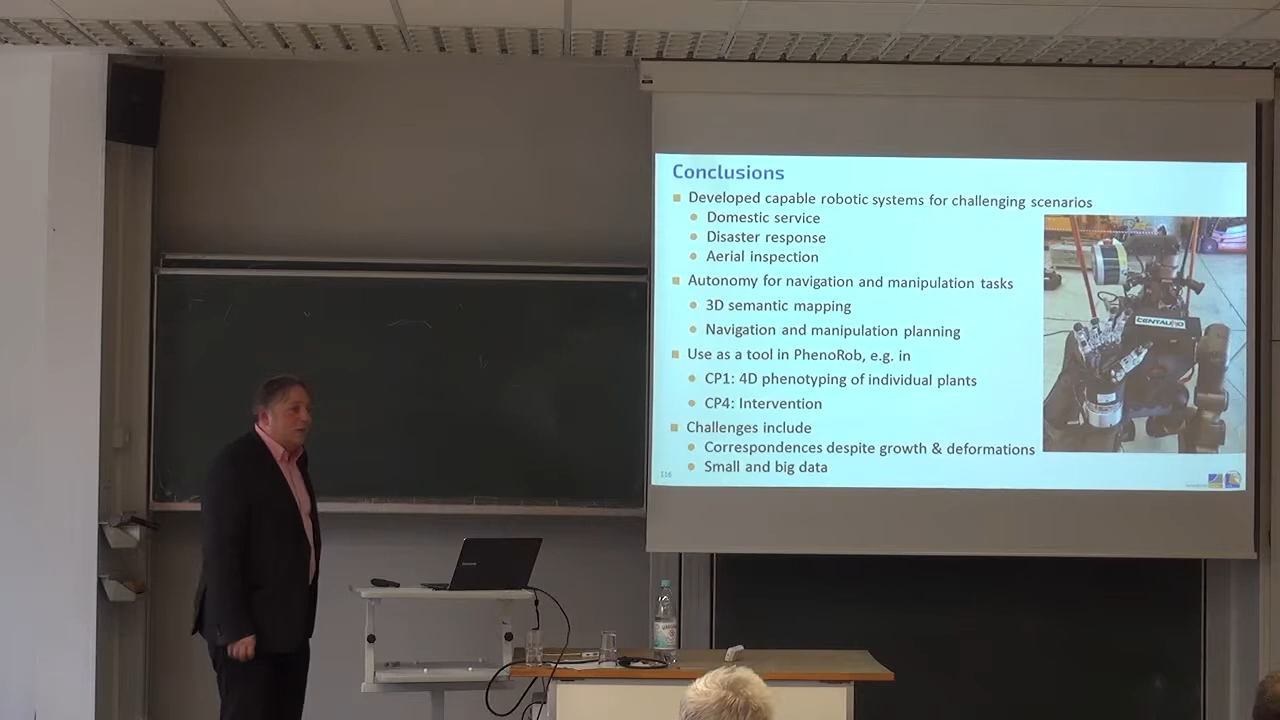 Conclusions
Developed capable robotic systems for challenging scenarios
Domestic service
Disaster response
Aerial inspection
Autonomy for navigation and manipulation tasks
3D semantic mapping
Navigation and manipulation planning
Use as a tool in PhenoRob, e.g. in
CP1: 4D phenotyping of individual plants
CP4: Intervention
Challenges include
Correspondences despite growth & deformations
Small and big data
116
CENTAURO